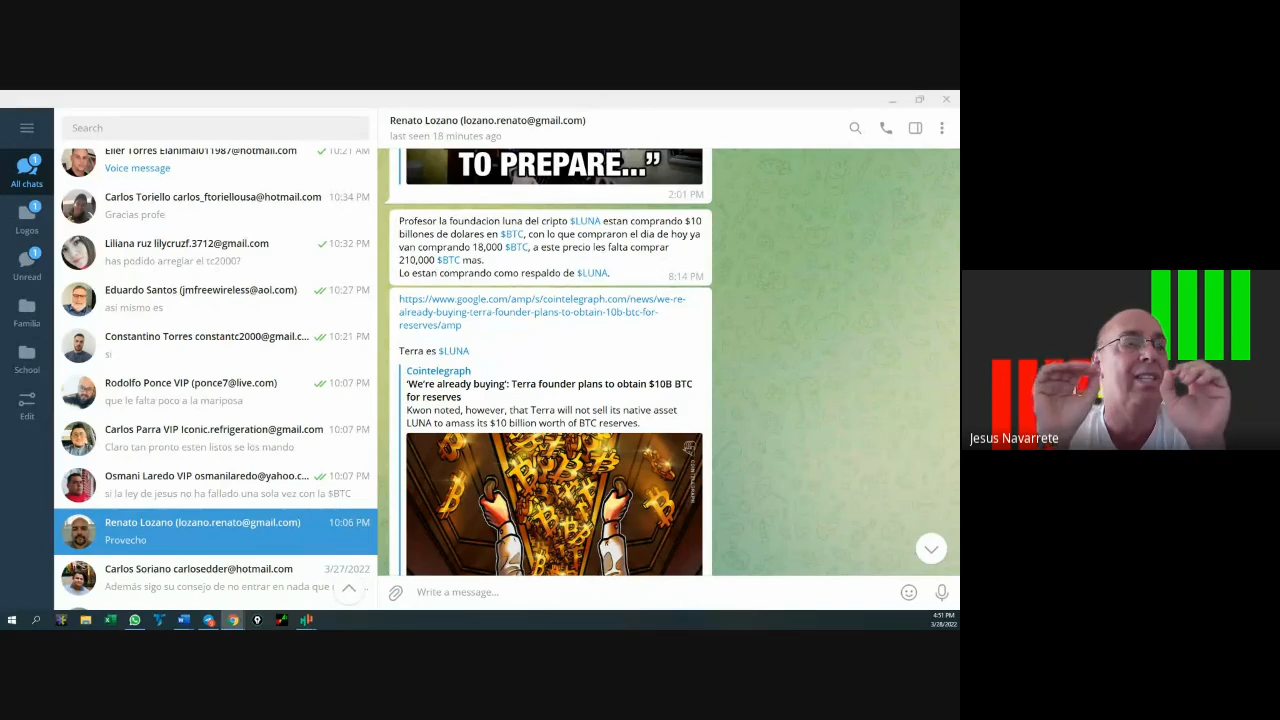 Search
Renato Lozano (lozano.renato@gmail.com)
last seen 18 minutes ago
1
All chats
1
Logos
1
Unread
Familia
School
Edit
Elier Torres Elanimal011987@hotmail.com 10:21 AM
Voice message
Carlos Toriello carlos_ftoriellousa@hotmail.com 10:34 PM
Gracias profe
Liliana ruz lilycruzf.3712@gmail.com 10:32 PM
has podido arreglar el tc2000?
Eduardo Santos (jmfreewireless@aol.com) 10:27 PM
asi mismo es
Constantino Torres constantc2000@gmail.c... 10:21 PM
si
Rodolfo Ponce VIP (ponce7@live.com) 10:07 PM
que le falta poco a la mariposa
Carlos Parra VIP Iconic.refrigeration@gmail.com 10:07 PM
Claro tan pronto esten listos se los mando
Osmani Laredo VIP osmanilaredo@yahoo.c... 10:07 PM
si la ley de jesus no ha fallado una sola vez con la $BTC
Renato Lozano (lozano.renato@gmail.com) 10:06 PM
Provecho
Carlos Soriano carlosedder@hotmail.com 3/27/2022
Además sigo su consejo de no entrar en nada que
TO PREPARE...”
2:01 PM
Profesor la foundacion luna del cripto $LUNA estan comprando $10
billones de dolares en $BTC, con lo que compraron el dia de hoy ya
van comprando 18,000 $BTC, a este precio les falta comprar
210,000 $BTC mas.
Lo estan comprando como respaldo de $LUNA. 8:14 PM
https://www.google.com/amp/s/cointelegraph.com/news/we-re-
already-buying-terra-founder-plans-to-obtain-10b-btc-for-
reserves/amp
Terra es $LUNA
Cointelegraph
‘We’re already buying’: Terra founder plans to obtain $10B BTC
for reserves
Kwon noted, however, that Terra will not sell its native asset
LUNA to amass its $10 billion worth of BTC reserves.
COINTELEGRAPH
Write a message...
4:51 PM
3/28/2022
Jesus Navarrete